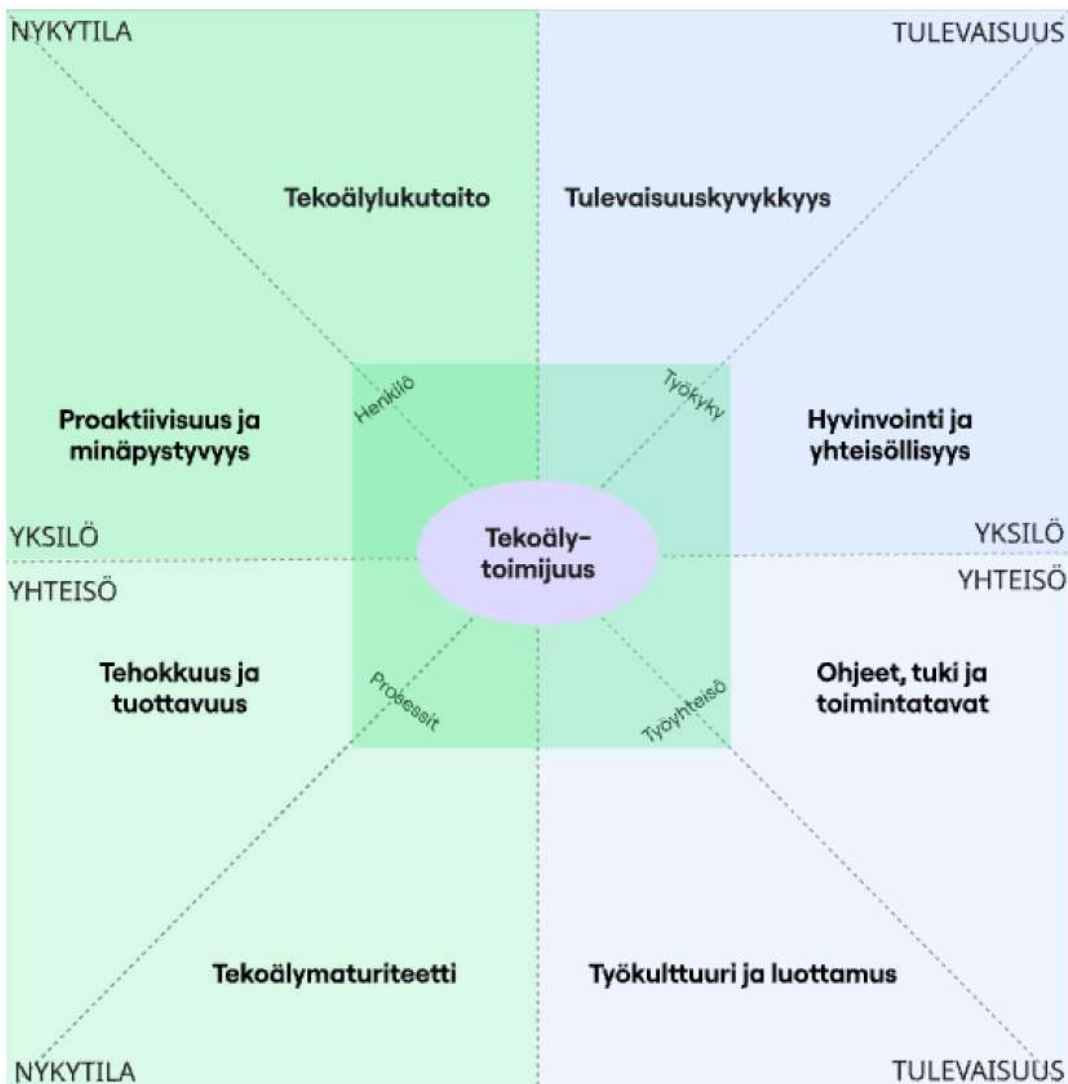 NYKYTILA
TULEVAISUUS
Tekoälylukutaito
Tulevaisuuskyvykkyys
Henkilö
Työkyky
Proaktiivisuus ja
minäpystyvyys
Hyvinvointi ja
yhteisöllisyys
YKSILÖ
YKSILÖ
Tekoäly-
toimijuus
YHTEISÖ
YHTEISÖ
Tehokkuus ja
tuottavuus
Ohjeet, tuki ja
toimintatavat
Prosessit
Työyhteisö
Tekoälymaturiteetti
Työkulttuuri ja luottamus
NYKYTILA
TULEVAISUUS